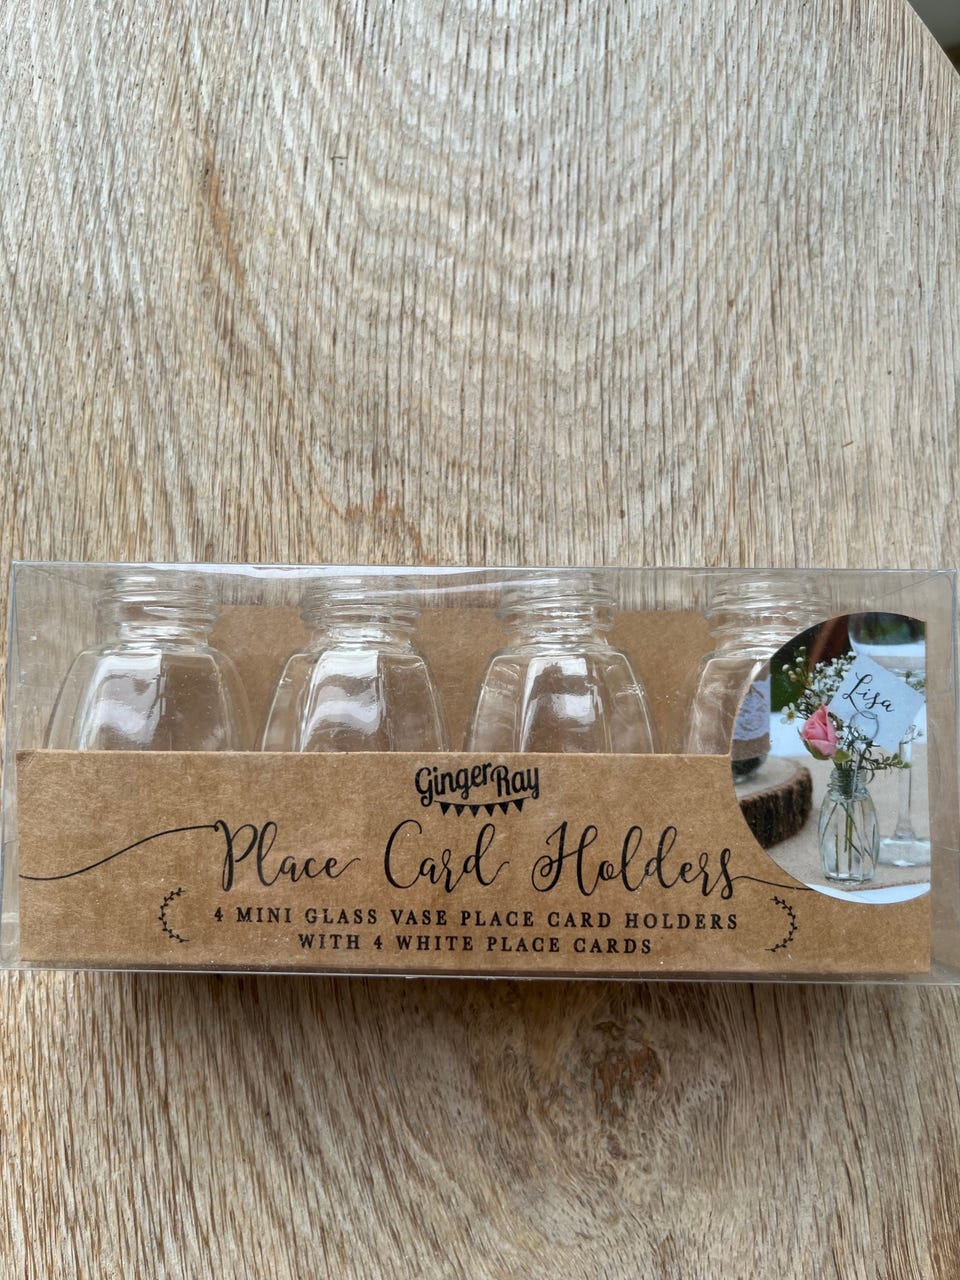 Ginger Ray
Place Card Holders
4 MINI GLASS VASE PLACE CARD HOLDERS
WITH 4 WHITE PLACE CARDS
Lisa